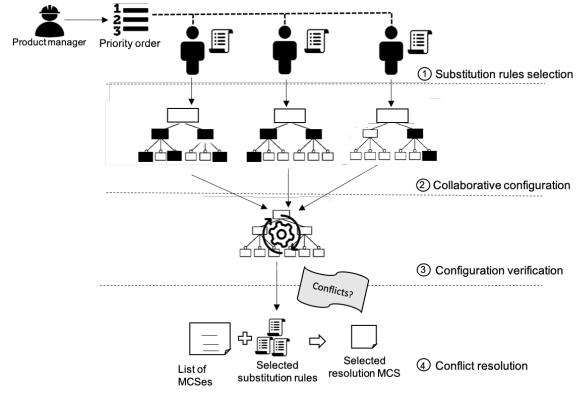 1
2
3
Product manager
Priority order
① Substitution rules selection
② Collaborative configuration
③ Configuration verification
Conflicts?
List of
MCSes
Selected
substitution rules
Selected
resolution MCS
④ Conflict resolution